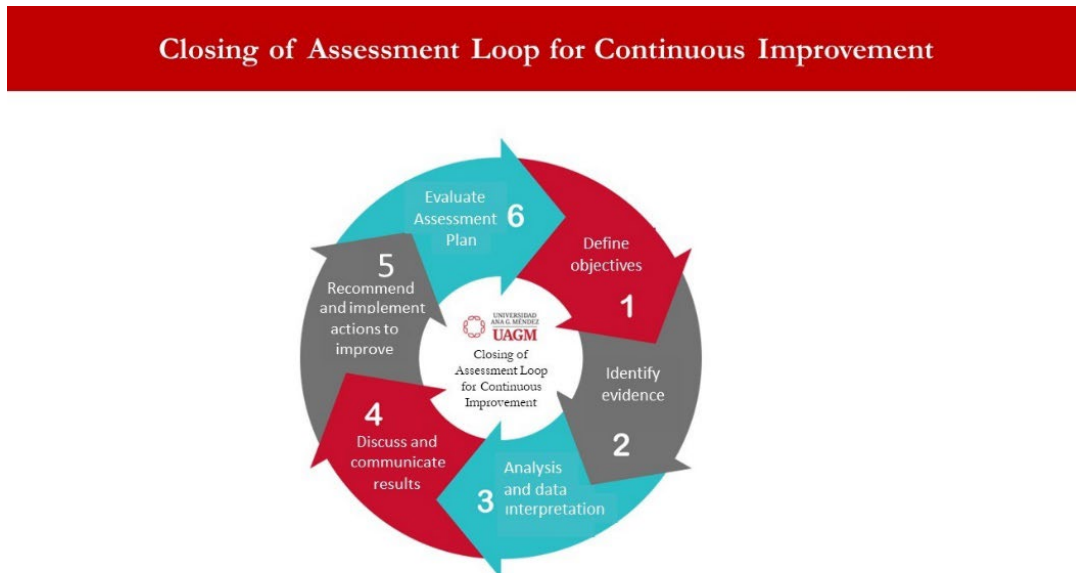 Closing of Assessment Loop for Continuous Improvement
Evaluate
Assessment
Plan
6
Define
objectives
1
Identify
evidence
2
Analysis
and data
interpretation
3
4
Discuss and
communicate
results
5
Recommend
and implement
actions to
improve
UNIVERSIDAD
ANA G. MÉNDEZ
UAGM
Closing of
Assessment Loop
for Continuous
Improvement